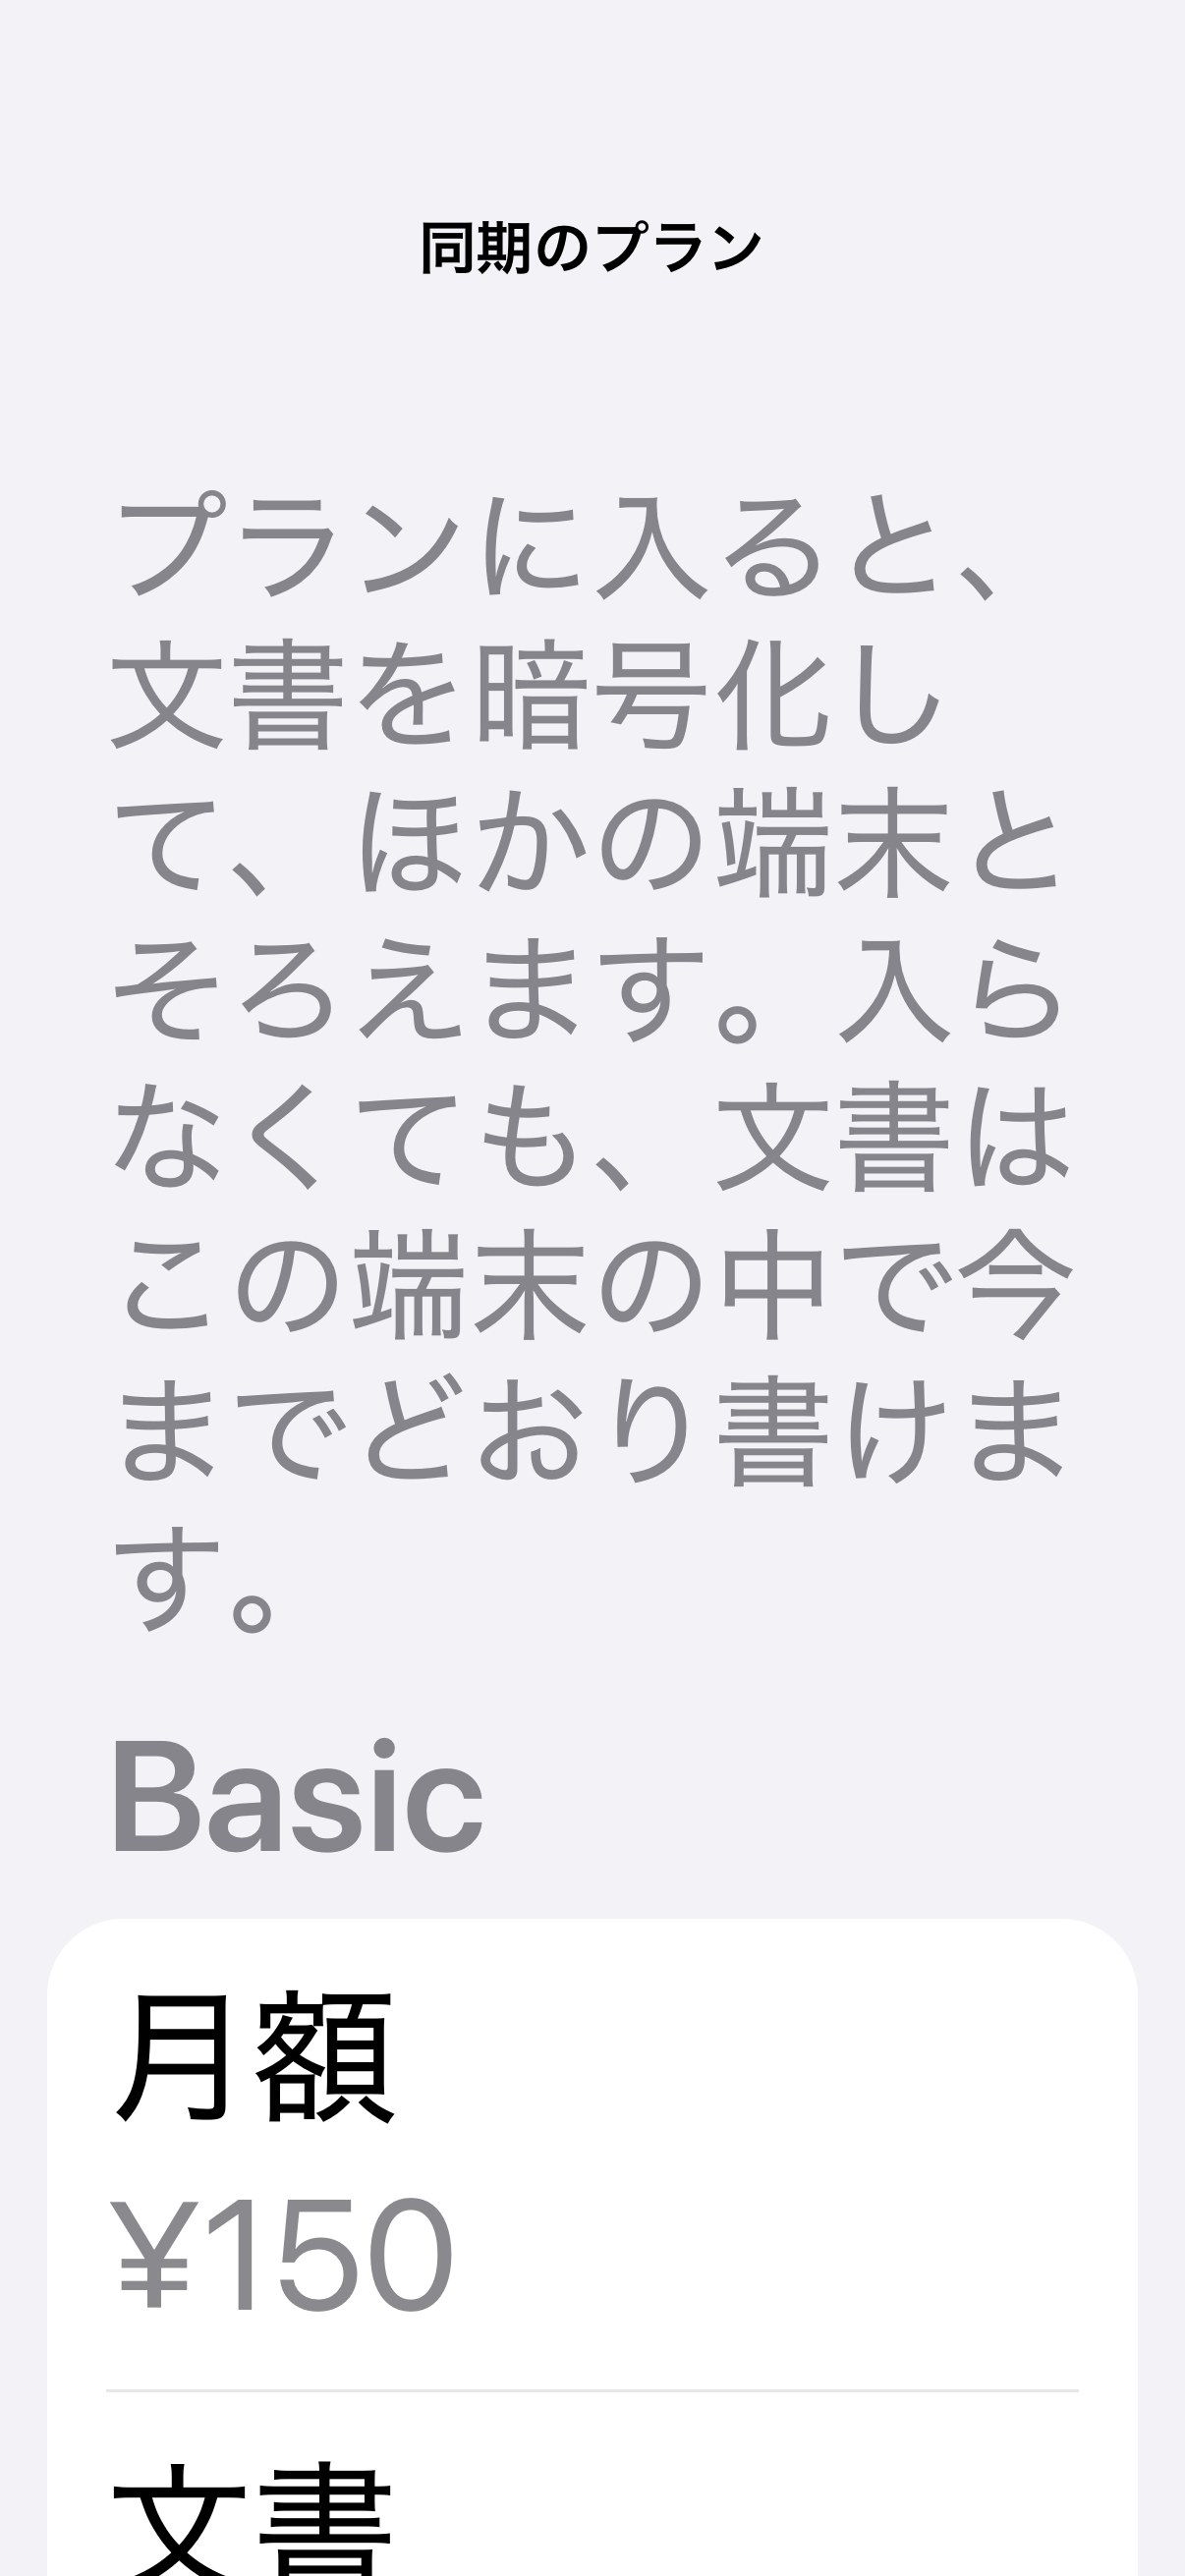 同期のプラン
プランに入ると、
文書を暗号化し
て、ほかの端末と
そろえます。入ら
なくても、文書は
この端末の中で今
までどおり書けま
す。
Basic
月額
¥150
文書